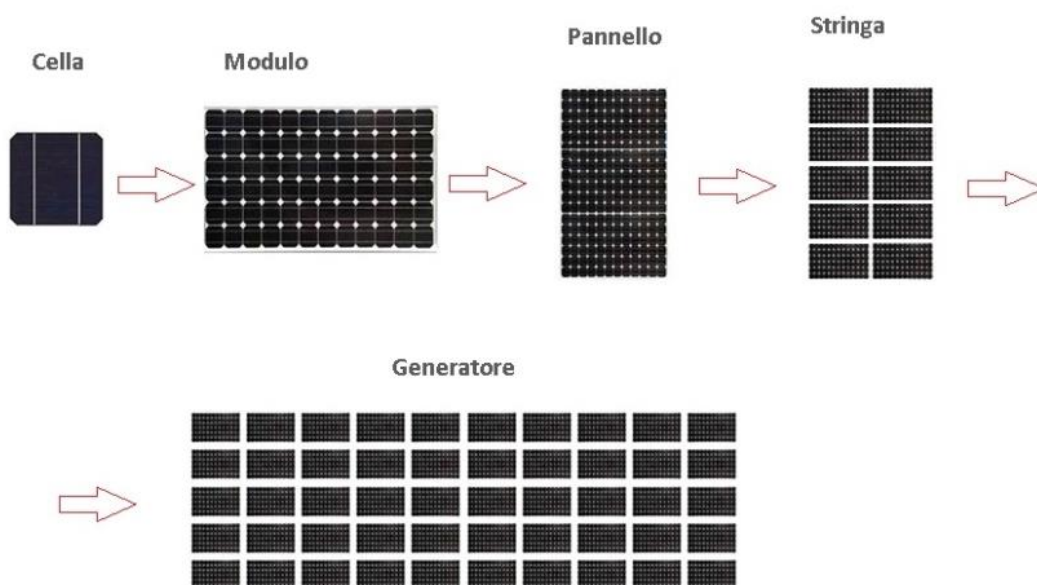 Cella
Modulo
Pannello
Stringa
Generatore